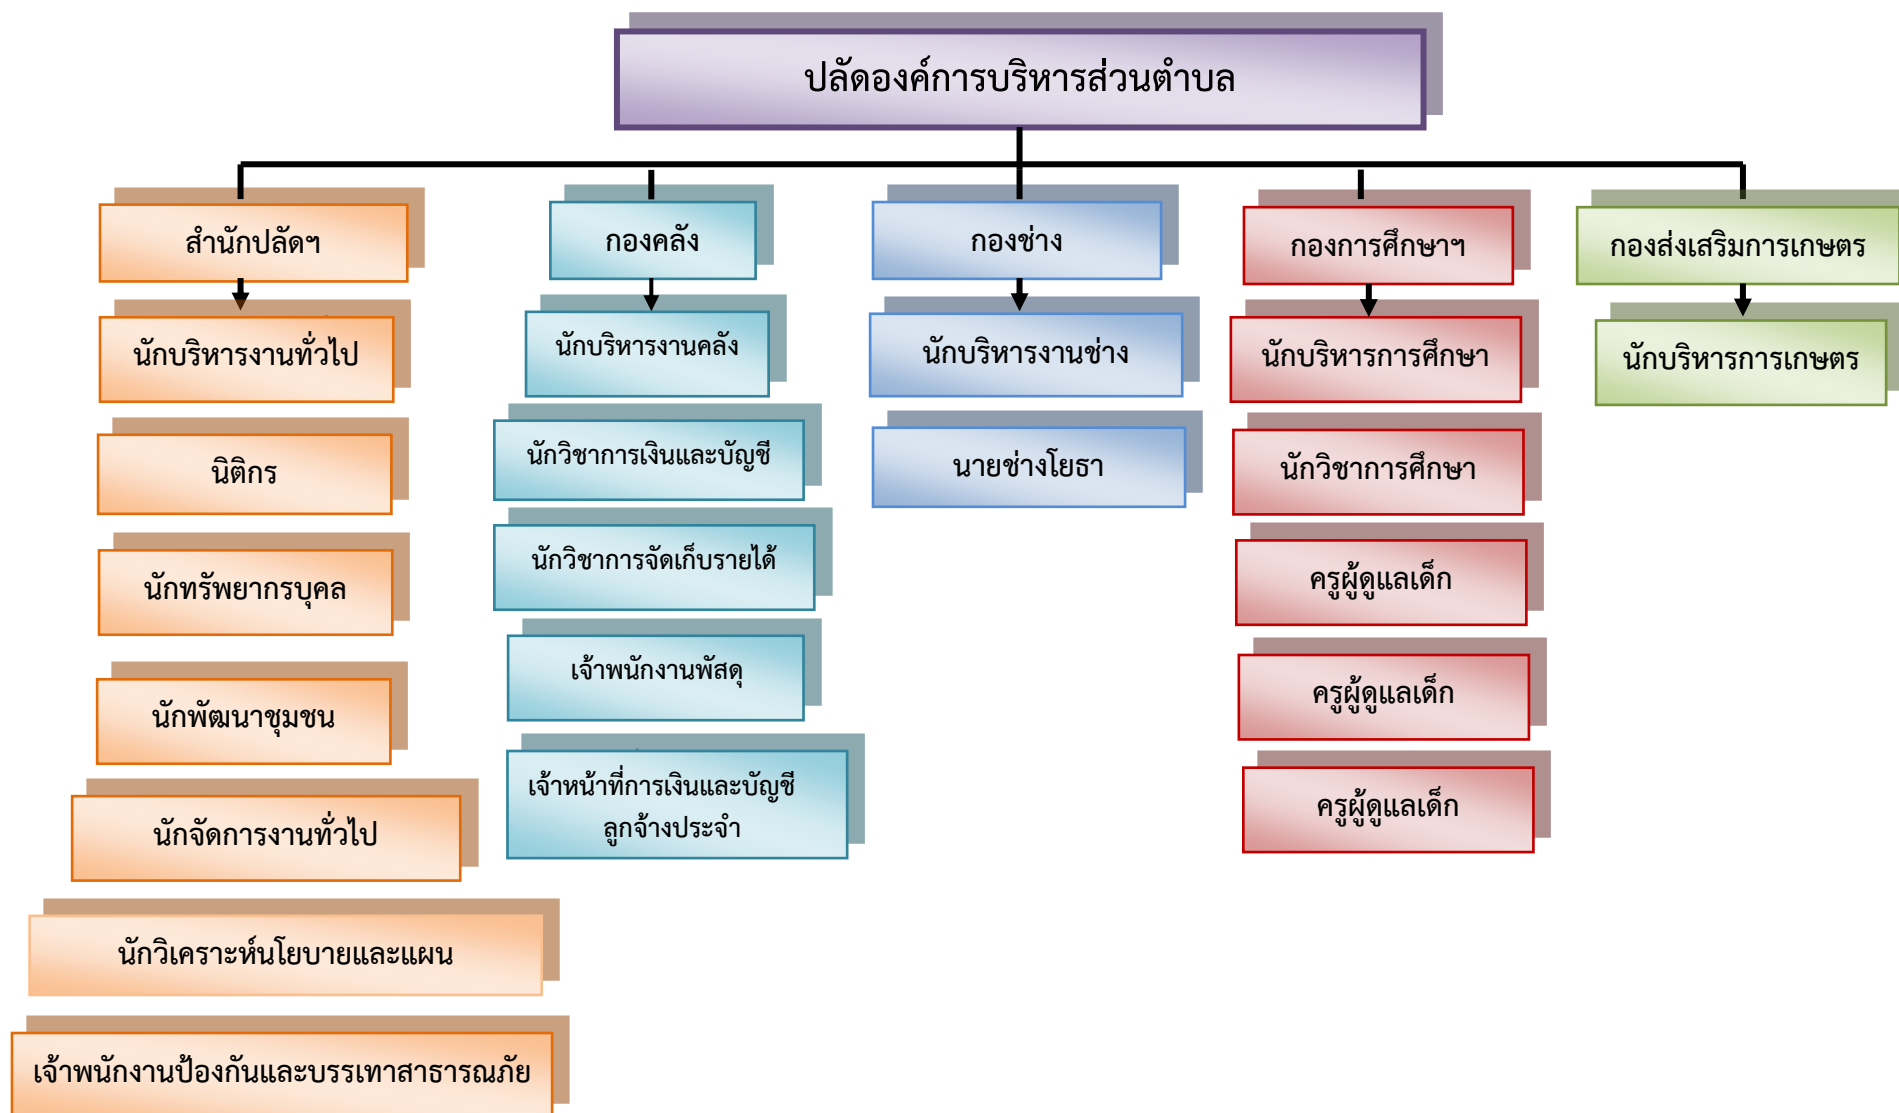 ปลัดองค์การบริหารส่วนตำบล
สำนักปลัดฯ
นักบริหารงานทั่วไป
นิติกร
นักทรัพยากรบุคล
นักพัฒนาชุมชน
นักจัดการงานทั่วไป
นักวิเคราะห์นโยบายและแผน
เจ้าพนักงานป้องกันและบรรเทาสาธารณภัย
กองคลัง
นักบริหารงานคลัง
นักวิชาการเงินและบัญชี
นักวิชาการจัดเก็บรายได้
เจ้าพนักงานพัสดุ
เจ้าหน้าที่การเงินและบัญชี
ลูกจ้างประจำ
กองช่าง
นักบริหารงานช่าง
นายช่างโยธา
กองการศึกษาฯ
นักบริหารการศึกษา
นักวิชาการศึกษา
ครูผู้ดูแลเด็ก
ครูผู้ดูแลเด็ก
ครูผู้ดูแลเด็ก
กองส่งเสริมการเกษตร
นักบริหารการเกษตร